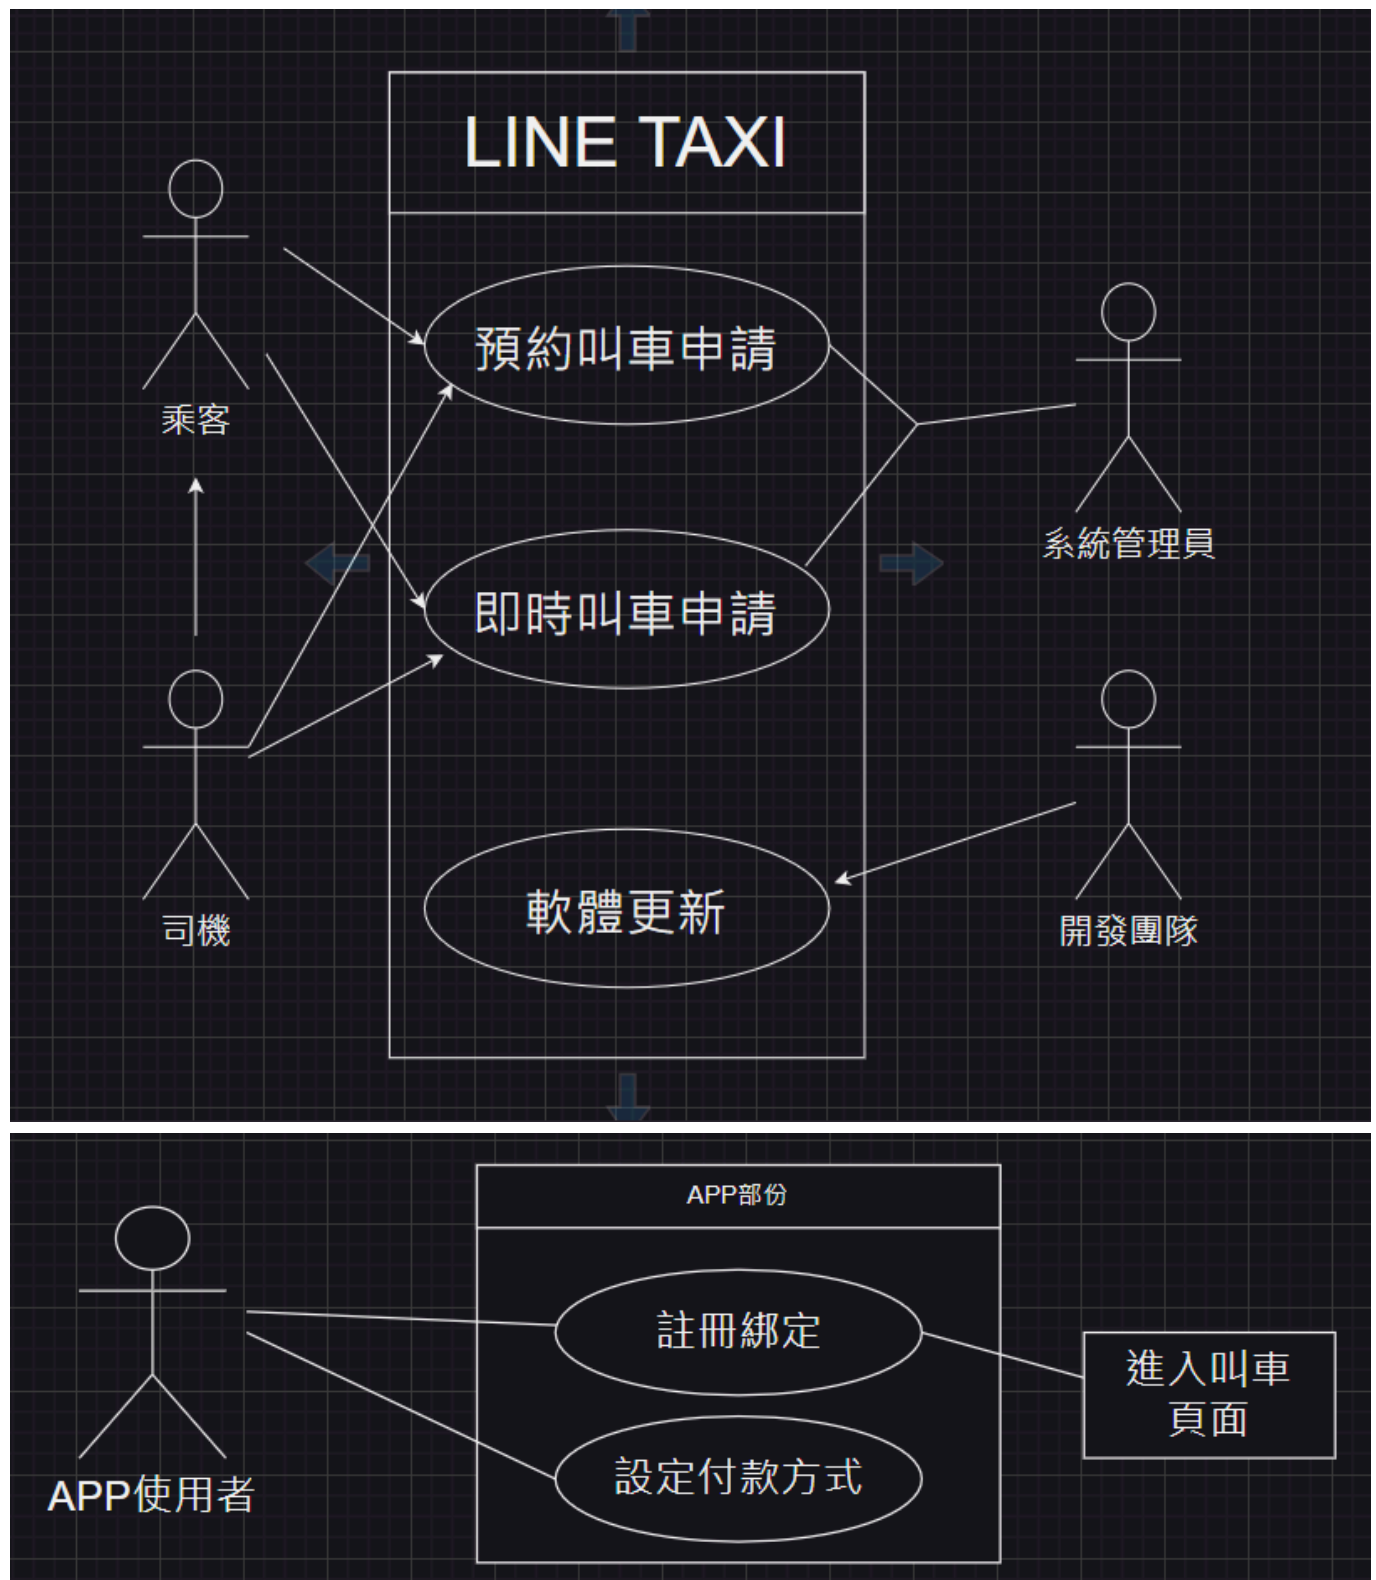 LINE TAXI
預約叫車申請
乘客
系統管理員
即時叫車申請
軟體更新
司機
開發團隊
APP部份
註冊綁定
進入叫車
頁面
設定付款方式
APP使用者